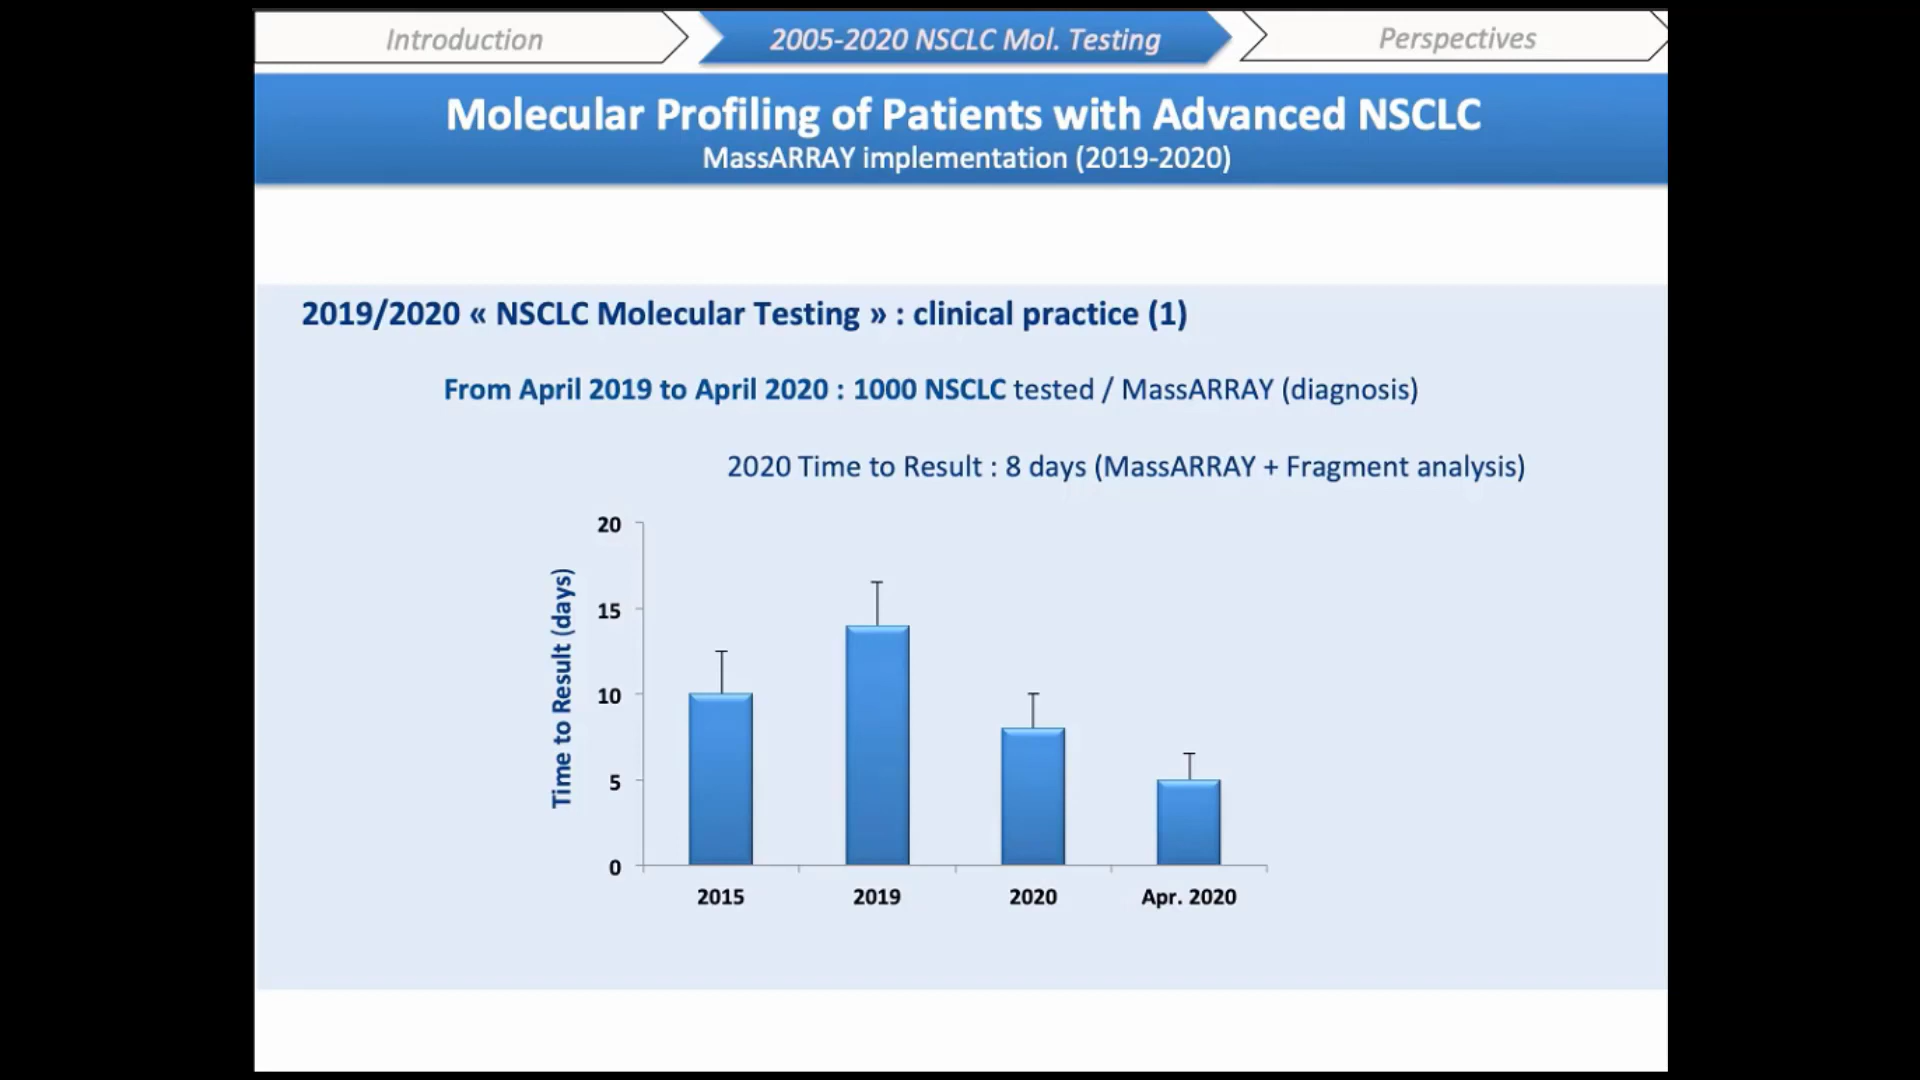 Introduction
2005-2020 NSCLC Mol. Testing
Perspectives
Molecular Profiling of Patients with Advanced NSCLC
MassARRAY implementation (2019-2020)
2019/2020 « NSCLC Molecular Testing » : clinical practice (1)
From April 2019 to April 2020 : 1000 NSCLC tested / MassARRAY (diagnosis)
2020 Time to Result : 8 days (MassARRAY + Fragment analysis)
Time to Result (days)
20
15
10
5
0
2015
2019
2020
Apr. 2020